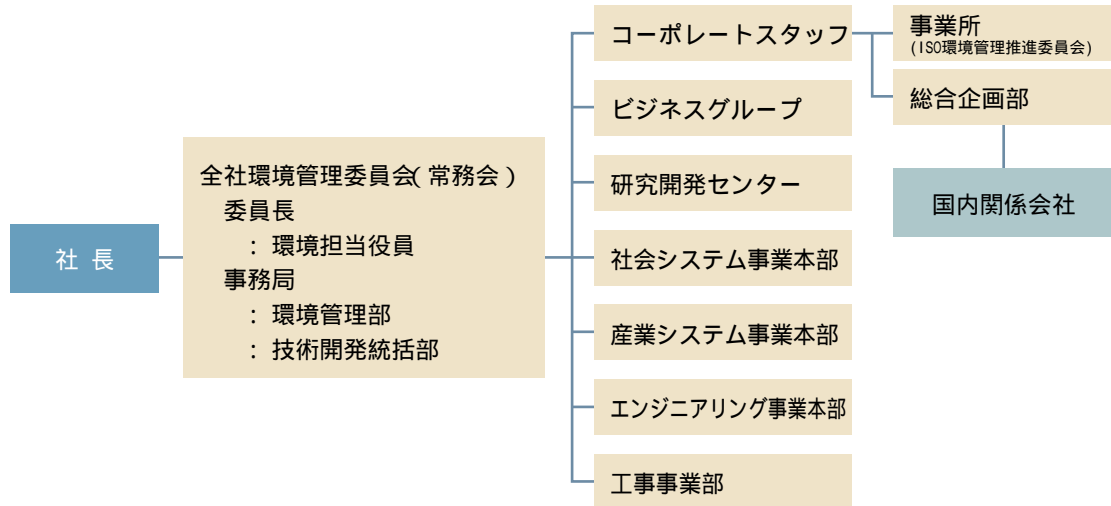 社 長
全社環境管理委員会(常務会)
委員長
:環境担当役員
事務局
:環境管理部
:技術開発統括部
コーポレートスタッフ
ビジネスグループ
研究開発センター
社会システム事業本部
産業システム事業本部
エンジニアリング事業本部
工事事業部
事業所
(ISO環境管理推進委員会)
総合企画部
国内関係会社